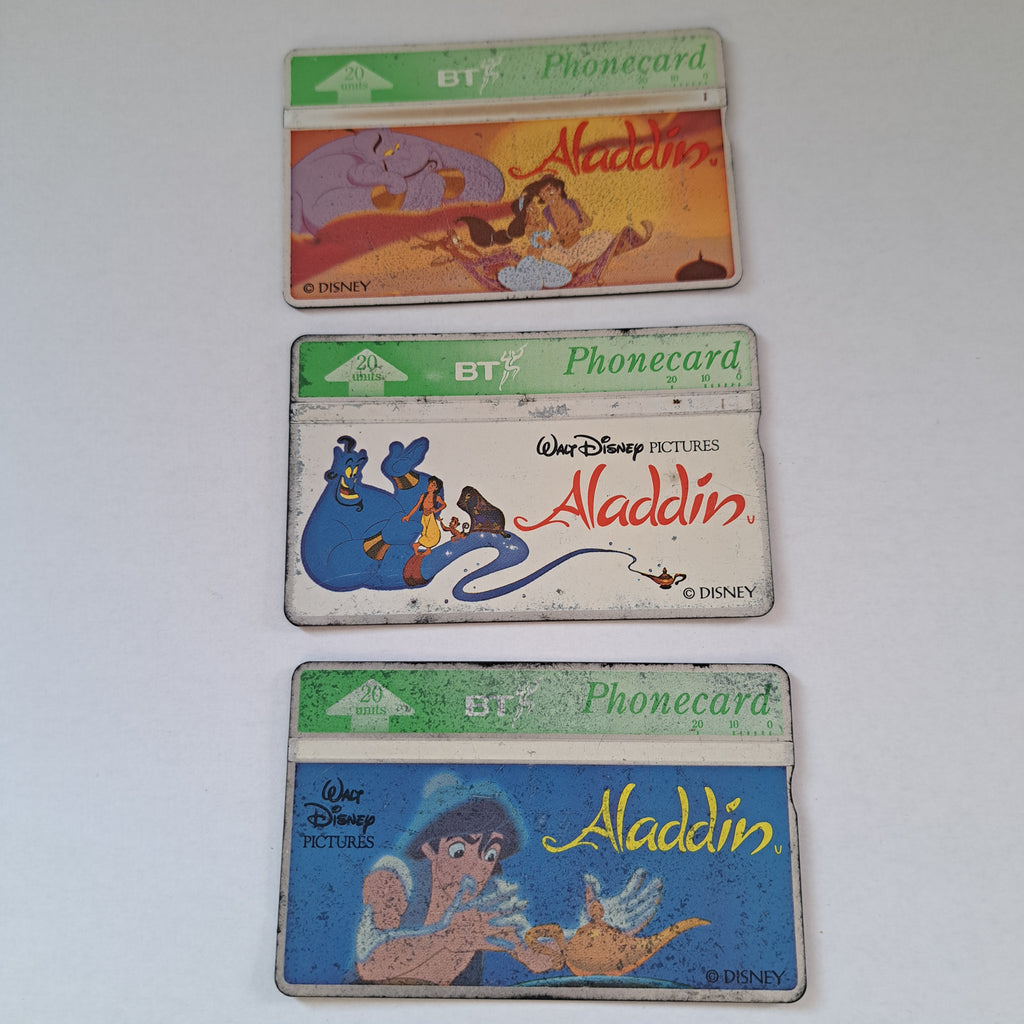 20 units BT Phonecard
20 10 0
Aladdin U
© DISNEY
20 units BT Phonecard
20 10 0
WALT DISNEY PICTURES
Aladdin U
© DISNEY
20 units BT Phonecard
20 10 0
WALT
DISNEY
PICTURES
Aladdin U
© DISNEY